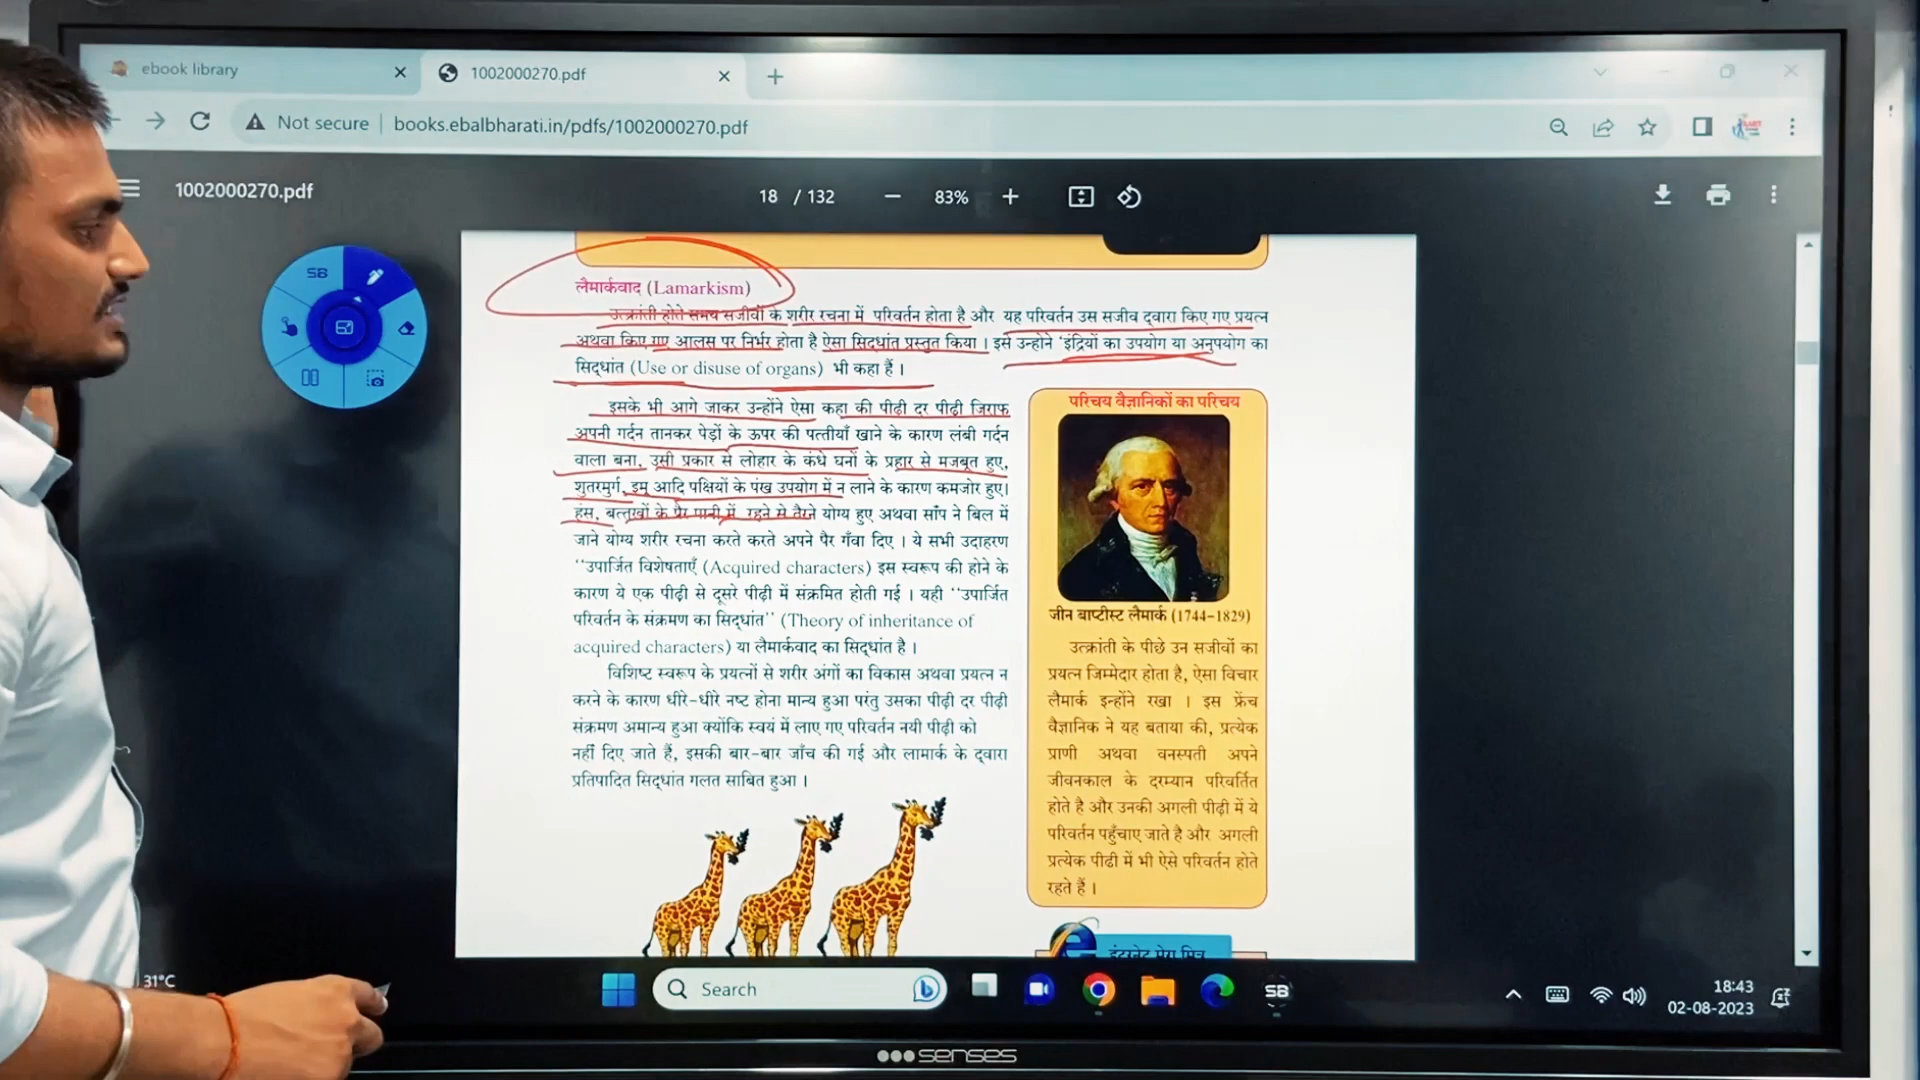 ebook library
1002000270.pdf
Not secure
books.ebalbharati.in/pdfs/1002000270.pdf
1002000270.pdf
18 / 132
83%
SB
लैमार्कवाद (Lamarkism)
उत्क्रांती होते समय सजीवों के शरीर रचना में परिवर्तन होता है और यह परिवर्तन उस सजीव द्वारा किए गए प्रयत्न
अथवा किए गए आलस पर निर्भर होता है ऐसा सिद्धांत प्रस्तुत किया । इसे उन्होने 'इंद्रियों का उपयोग या अनुपयोग का
सिद्धांत (Use or disuse of organs) भी कहा हैं ।
इसके भी आगे जाकर उन्होंने ऐसा कहा की पीढ़ी दर पीढ़ी जिराफ
अपनी गर्दन तानकर पेड़ों के ऊपर की पत्तीयाँ खाने के कारण लंबी गर्दन
वाला बना, उसी प्रकार से लोहार के कंधे घनों के प्रहार से मजबूत हुए,
शुतरमुर्ग, इमू आदि पक्षियों के पंख उपयोग में न लाने के कारण कमजोर हुए।
हंस, बत्तखों के पैर पानी में रहने से तैरने योग्य हुए अथवा साँप ने बिल में
जाने योग्य शरीर रचना करते करते अपने पैर गँवा दिए । ये सभी उदाहरण
''उपार्जित विशेषताएँ (Acquired characters) इस स्वरूप की होने के
कारण ये एक पीढ़ी से दूसरे पीढ़ी में संक्रमित होती गई । यही ''उपार्जित
परिवर्तन के संक्रमण का सिद्धांत'' (Theory of inheritance of
acquired characters) या लैमार्कवाद का सिद्धांत है ।
विशिष्ट स्वरूप के प्रयत्नों से शरीर अंगों का विकास अथवा प्रयत्न न
करने के कारण धीरे-धीरे नष्ट होना मान्य हुआ परंतु उसका पीढ़ी दर पीढ़ी
संक्रमण अमान्य हुआ क्योंकि स्वयं में लाए गए परिवर्तन नयी पीढ़ी को
नहीं दिए जाते हैं, इसकी बार-बार जाँच की गई और लामार्क के द्वारा
प्रतिपादित सिद्धांत गलत साबित हुआ ।
परिचय वैज्ञानिकों का परिचय
जीन बाप्टीस्ट लैमार्क (1744-1829)
उत्क्रांती के पीछे उन सजीवों का
प्रयत्न जिम्मेदार होता है, ऐसा विचार
लैमार्क इन्होंने रखा । इस फ्रेंच
वैज्ञानिक ने यह बताया की, प्रत्येक
प्राणी अथवा वनस्पती अपने
जीवनकाल के दरम्यान परिवर्तित
होते है और उनकी अगली पीढ़ी में ये
परिवर्तन पहुँचाए जाते है और अगली
प्रत्येक पीढी में भी ऐसे परिवर्तन होते
रहते हैं ।
इंटरनेट मेरा मित्र
31°C
Search
SB
18:43
02-08-2023
senses